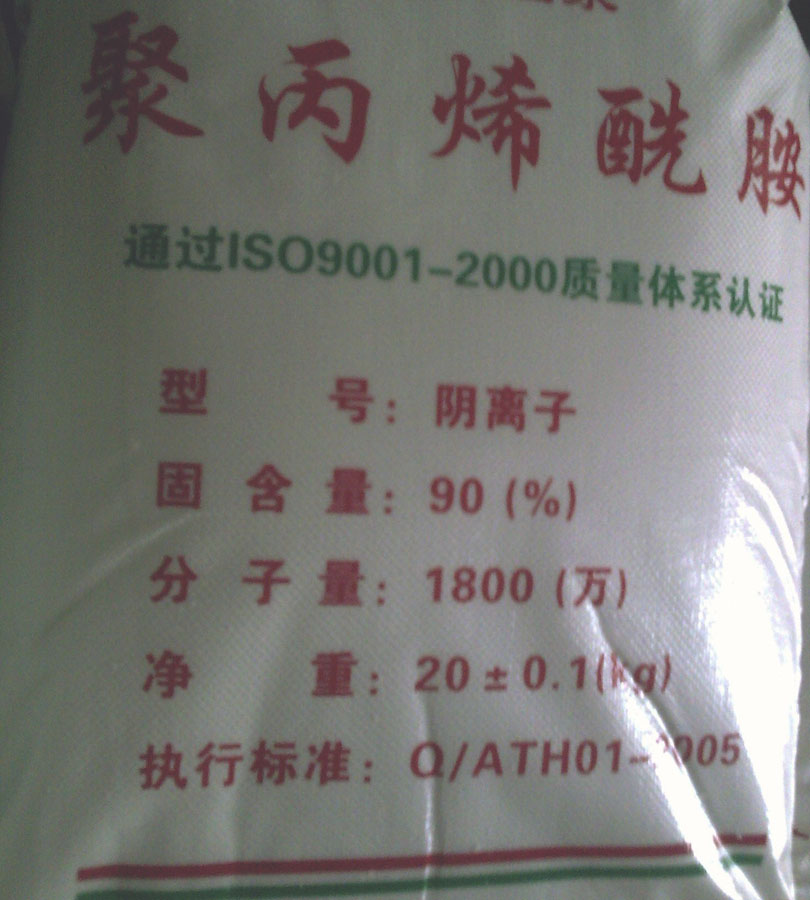 聚丙烯酰胺
通过ISO9001-2000质量体系认证
型 号：阴离子
固含量：90 (%)
分子量：1800 (万)
净 重：20±0.1(kg)
执行标准：Q/ATH01-2005